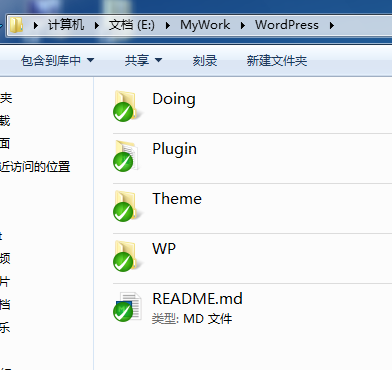 计算机 文档 (E:) MyWork WordPress
包含到库中 共享 刻录 新建文件夹
夹
Doing
载
面
Plugin
近访问的位置
Theme
t
频
WP
片
档
README.md
乐
类型: MD 文件